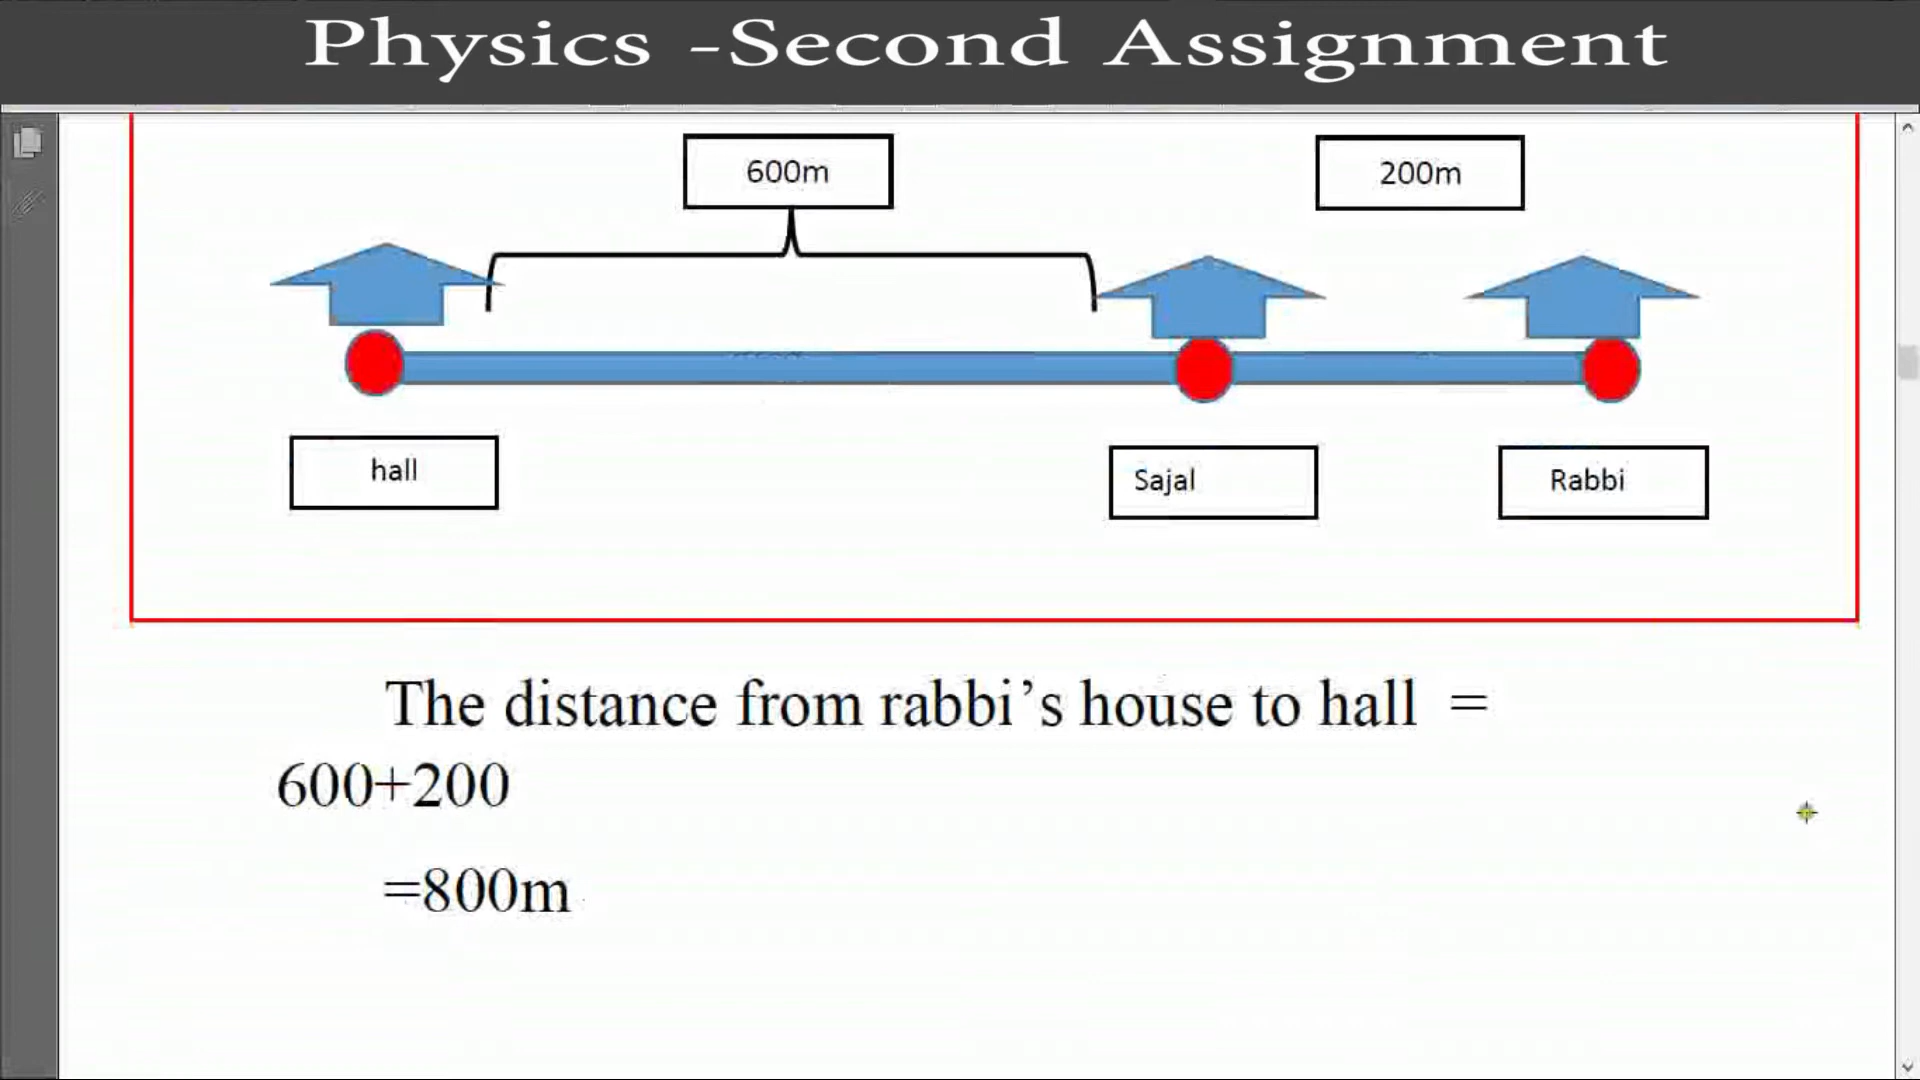 Physics -Second Assignment
600m
200m
hall
Sajal
Rabbi
The distance from rabbi’s house to hall =
600+200
=800m